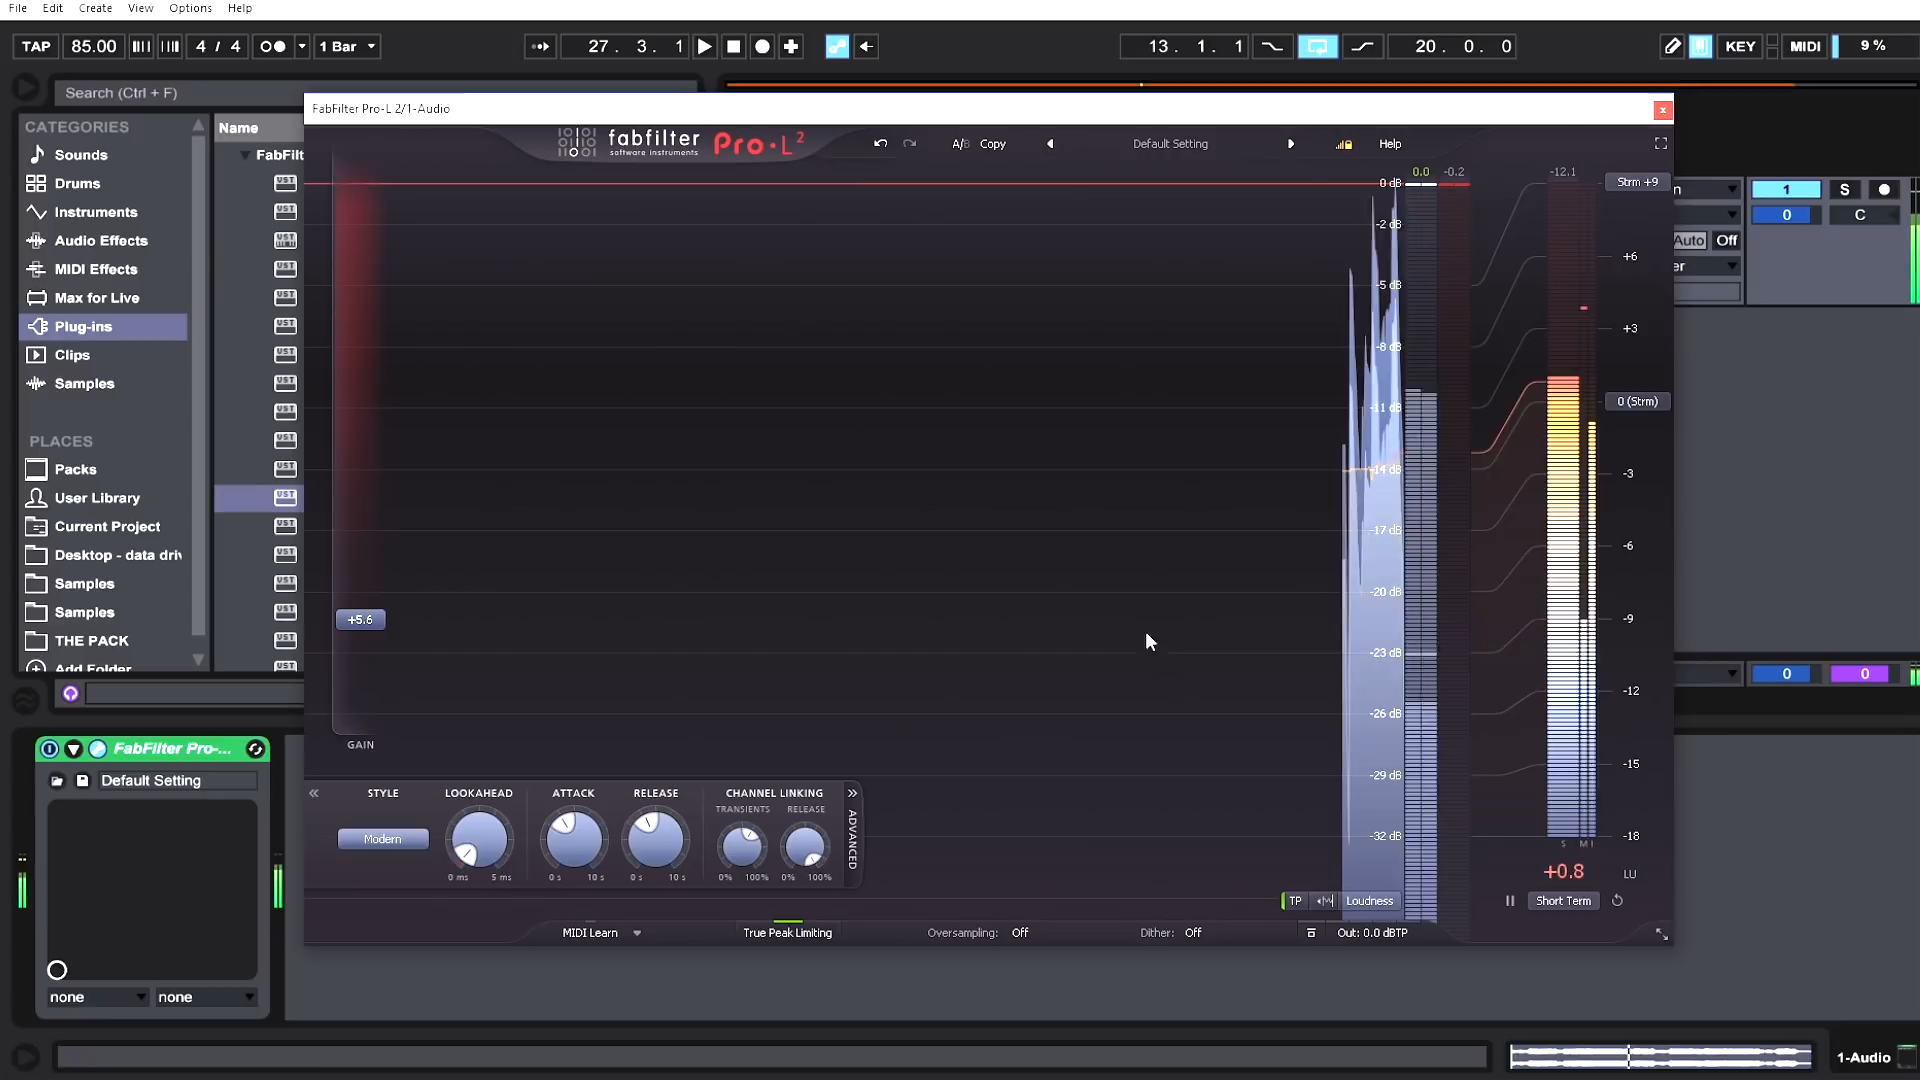 File Edit Create View Options Help
TAP 85.00 4 / 4 1 Bar 27. 3. 1 13. 1. 1 20. 0. 0 KEY MIDI 9 %
Search (Ctrl + F)
FabFilter Pro-L 2/1-Audio x
CATEGORIES
Sounds
Drums
Instruments
Audio Effects
MIDI Effects
Max for Live
Plug-ins
Clips
Samples
PLACES
Packs
User Library
Current Project
Desktop - data driv
Samples
Samples
THE PACK
Add Folder
Name
FabFilt
fabfilter Pro·L 2
software instruments
A/B Copy Default Setting Help
0.0 -0.2 -12.1
0 dB
-2 dB
-5 dB
-8 dB
-11 dB
-14 dB
-17 dB
-20 dB
-23 dB
-26 dB
-29 dB
-32 dB
Strm +9
+6
+3
0 (Strm)
-3
-6
-9
-12
-15
-18
S M I
+0.8 LU
Short Term
+5.6
GAIN
STYLE LOOKAHEAD ATTACK RELEASE CHANNEL LINKING
TRANSIENTS RELEASE
Modern
0 ms 5 ms 0 s 10 s 0 s 10 s 0% 100% 0% 100%
ADVANCED
TP Loudness
MIDI Learn True Peak Limiting Oversampling: Off Dither: Off Out: 0.0 dBTP
1 S
0 C
Auto Off
er
0 0
FabFilter Pro-...
Default Setting
none none
1-Audio